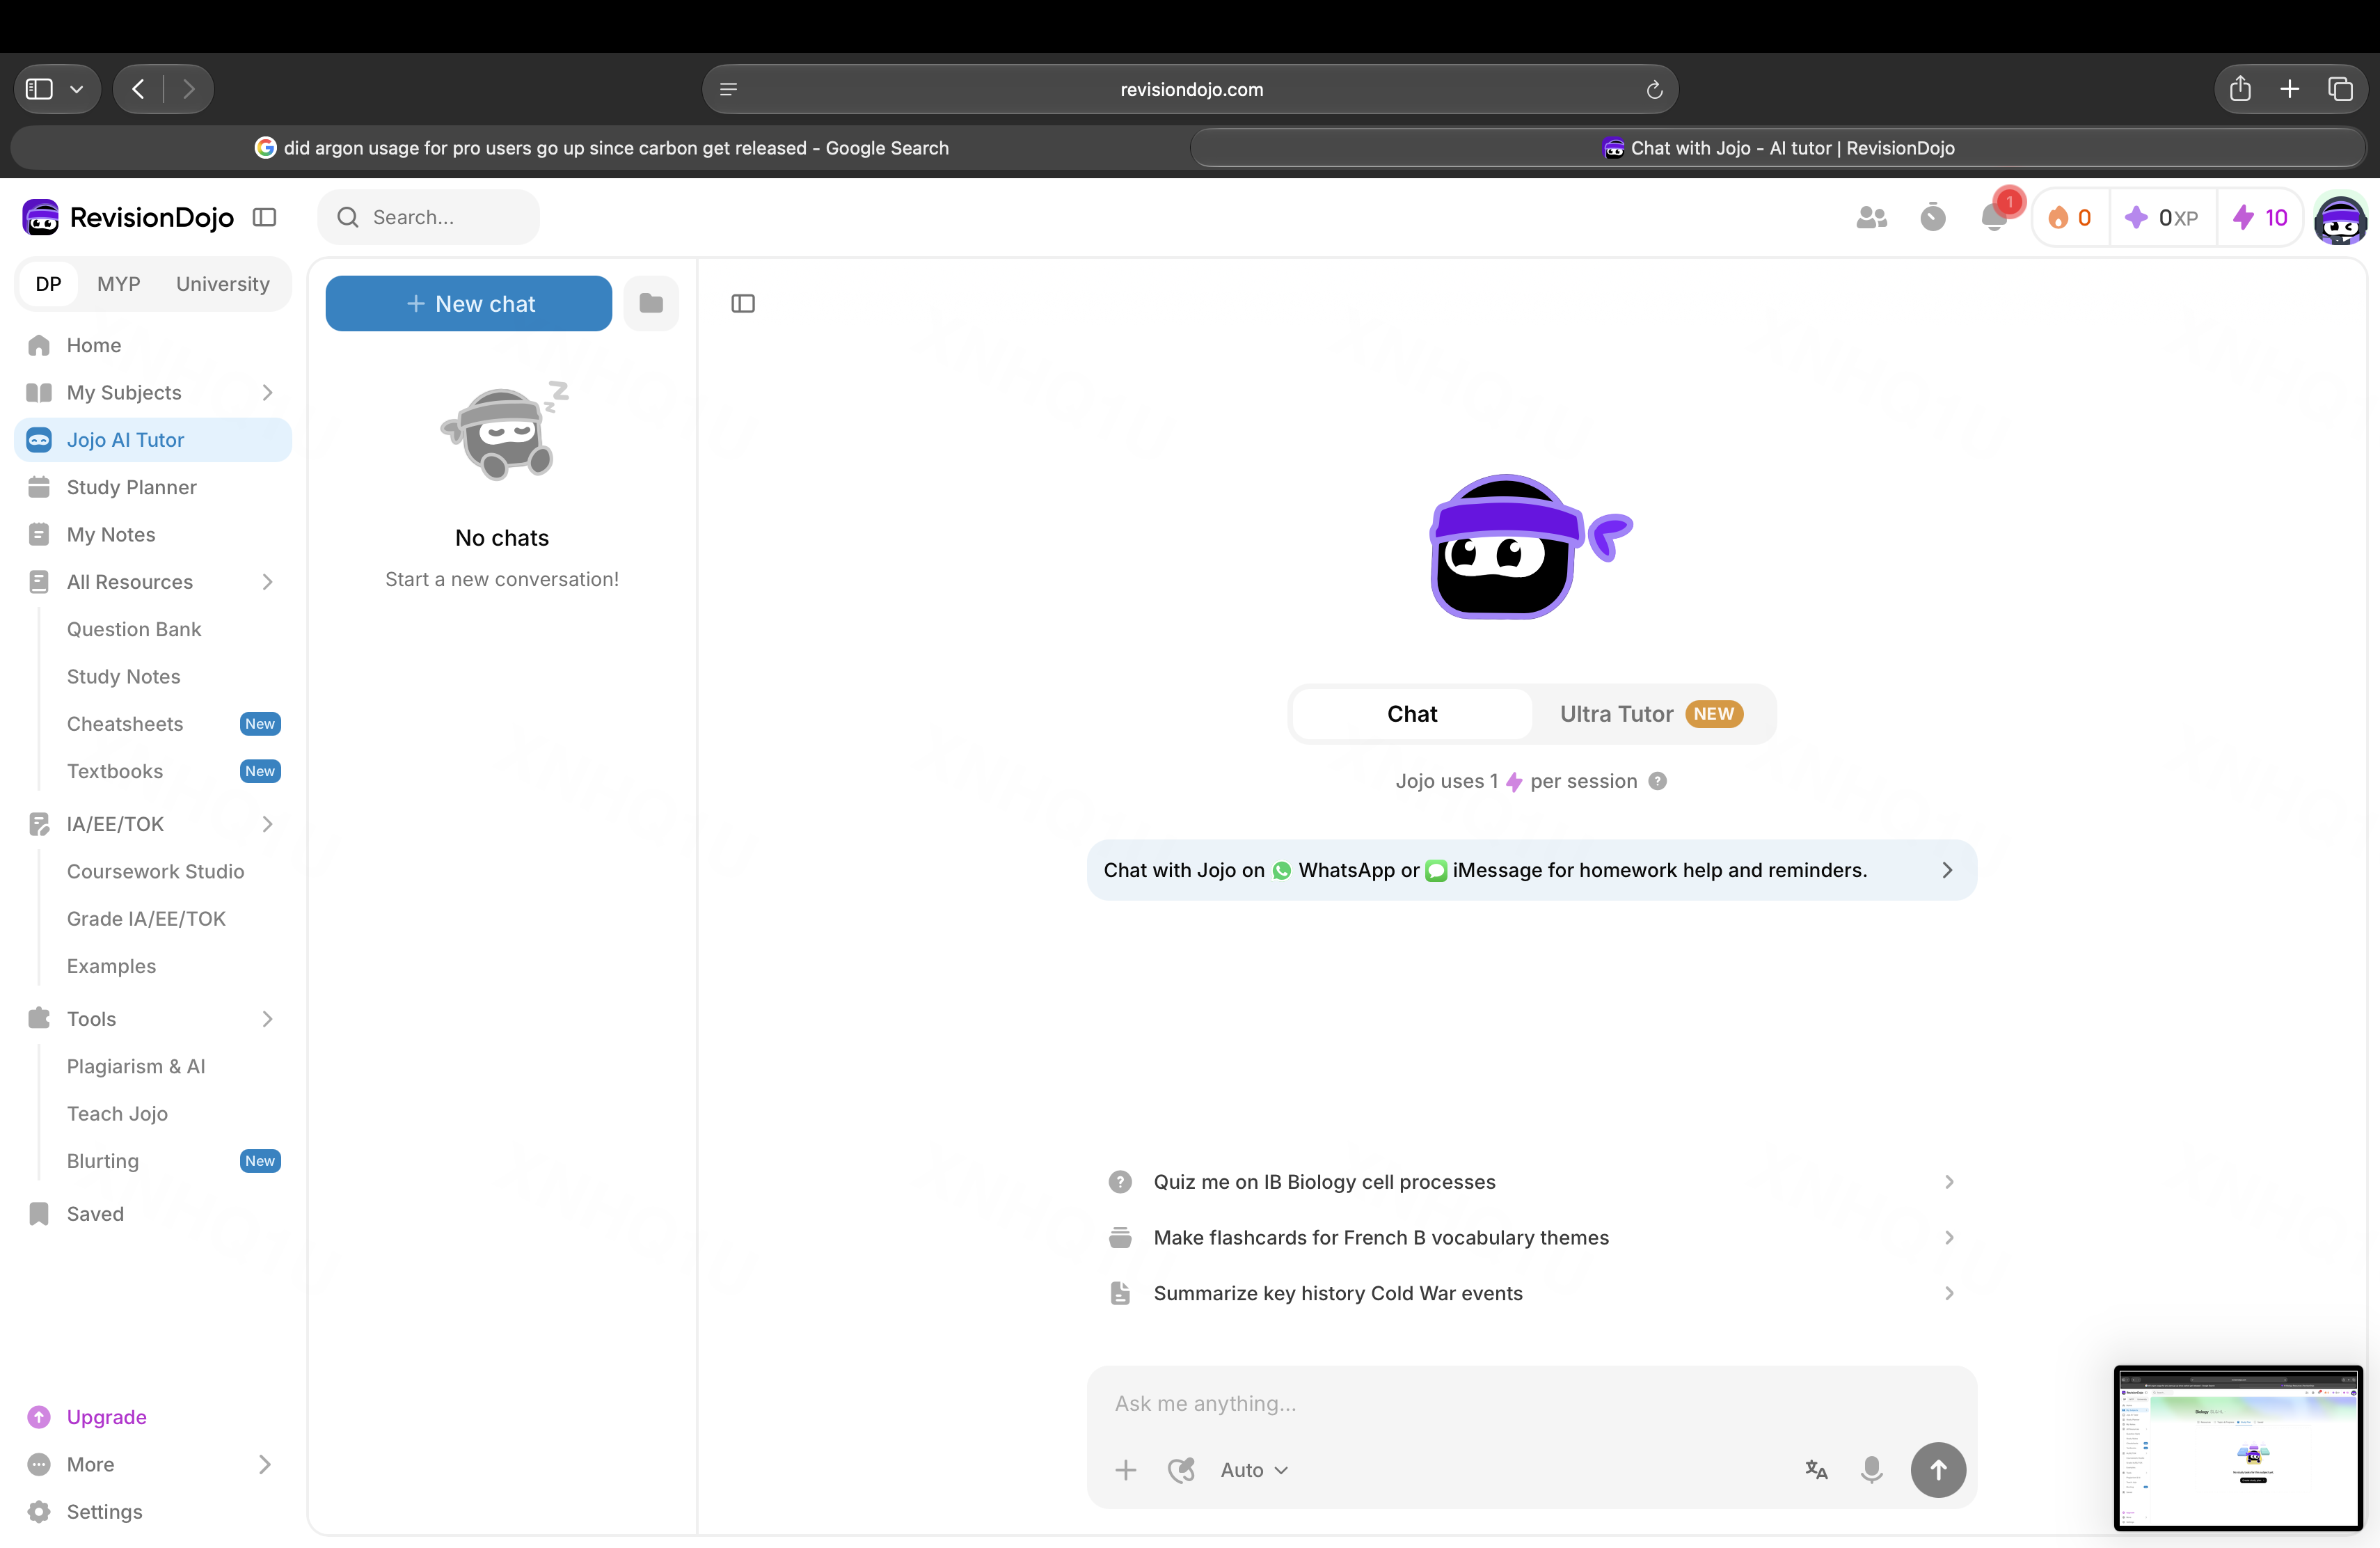 revisiondojo.com
did argon usage for pro users go up since carbon get released - Google Search
Chat with Jojo - AI tutor | RevisionDojo
RevisionDojo
Search...
1
0
0XP
10
DP
MYP
University
Home
My Subjects
Jojo AI Tutor
Study Planner
My Notes
All Resources
Question Bank
Study Notes
Cheatsheets
New
Textbooks
New
IA/EE/TOK
Coursework Studio
Grade IA/EE/TOK
Examples
Tools
Plagiarism & AI
Teach Jojo
Blurting
New
Saved
Upgrade
More
Settings
+ New chat
No chats
Start a new conversation!
Chat
Ultra Tutor
NEW
Jojo uses 1 per session
Chat with Jojo on WhatsApp or iMessage for homework help and reminders.
Quiz me on IB Biology cell processes
Make flashcards for French B vocabulary themes
Summarize key history Cold War events
Ask me anything...
Auto